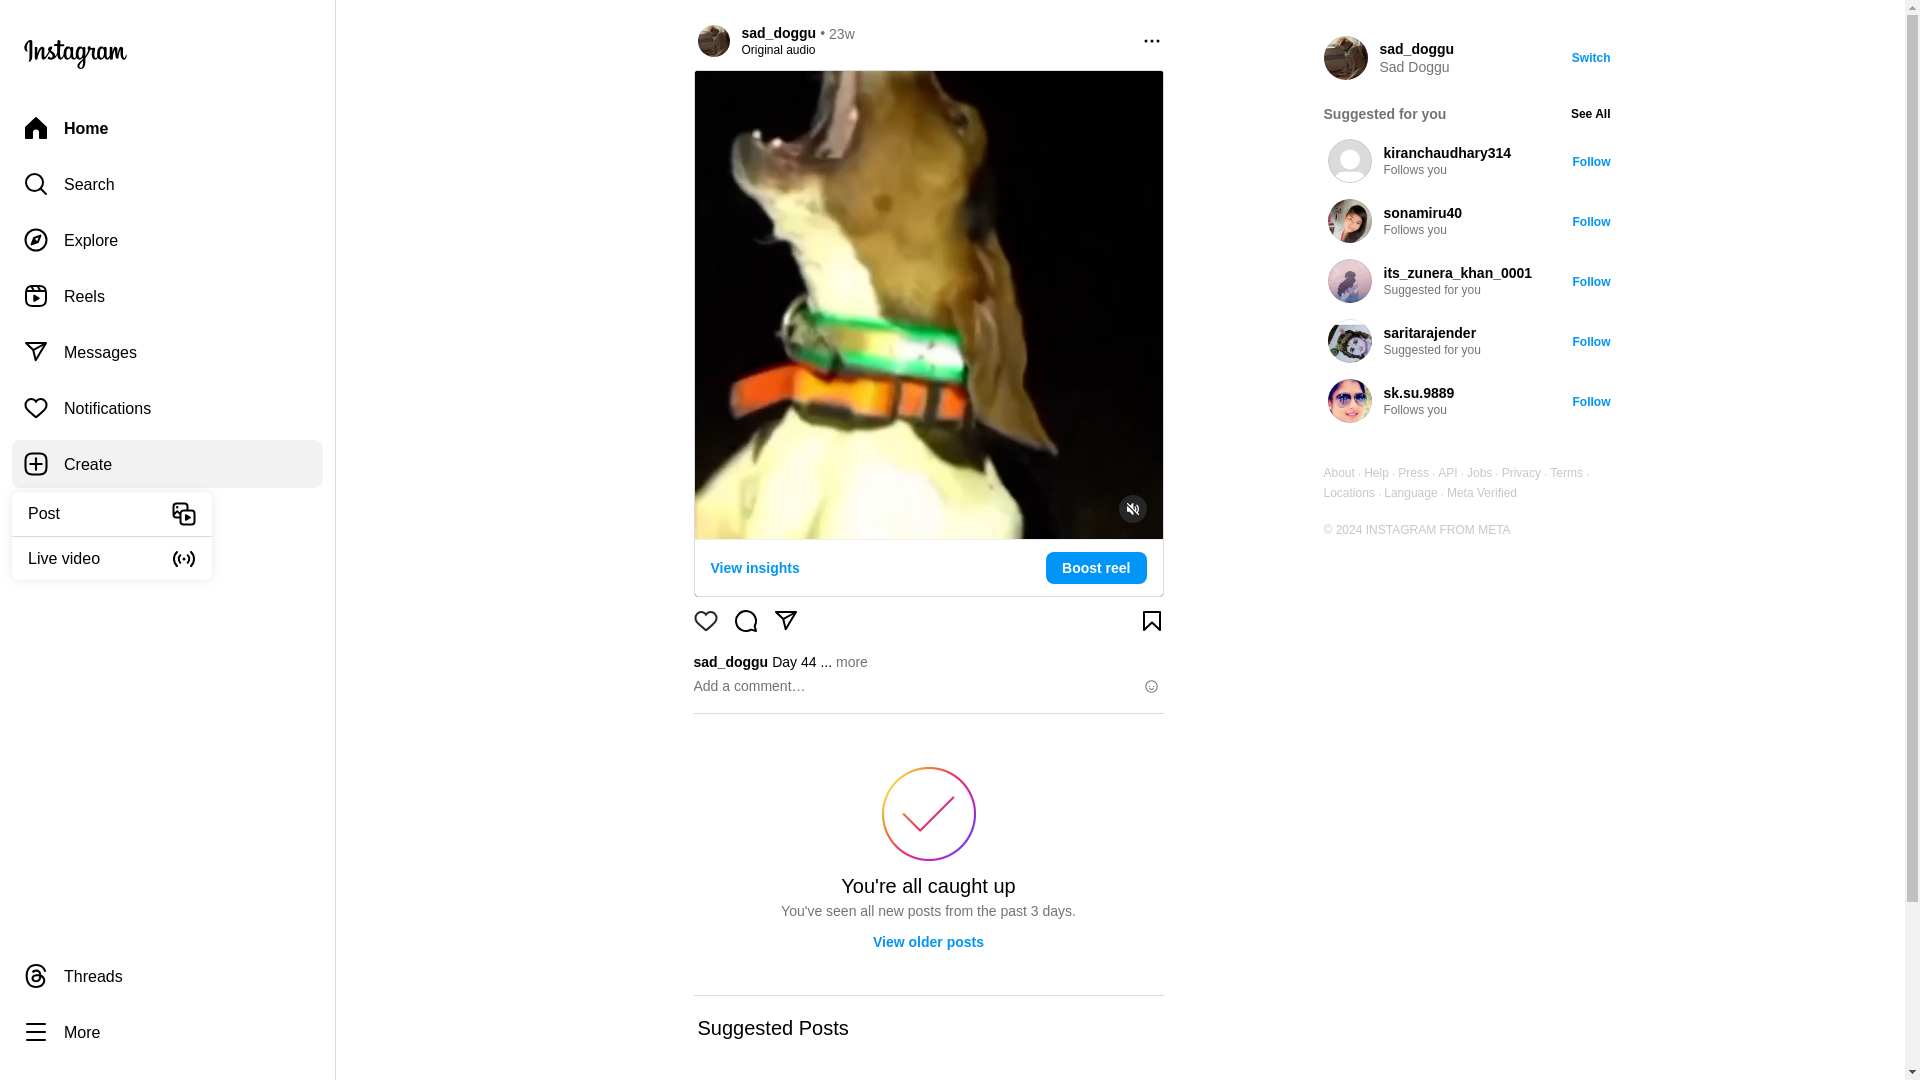 Instagram
Home
Search
Explore
Reels
Messages
Notifications
Create
Post
Live video
Threads
More
sad_doggu • 23w
Original audio
View insights
Boost reel
sad_doggu Day 44 ... more
Add a comment…
You're all caught up
You've seen all new posts from the past 3 days.
View older posts
Suggested Posts
sad_doggu
Sad Doggu
Switch
Suggested for you
See All
kiranchaudhary314
Follows you
Follow
sonamiru40
Follows you
Follow
its_zunera_khan_0001
Suggested for you
Follow
saritarajender
Suggested for you
Follow
sk.su.9889
Follows you
Follow
About · Help · Press · API · Jobs · Privacy · Terms ·
Locations · Language · Meta Verified
© 2024 INSTAGRAM FROM META